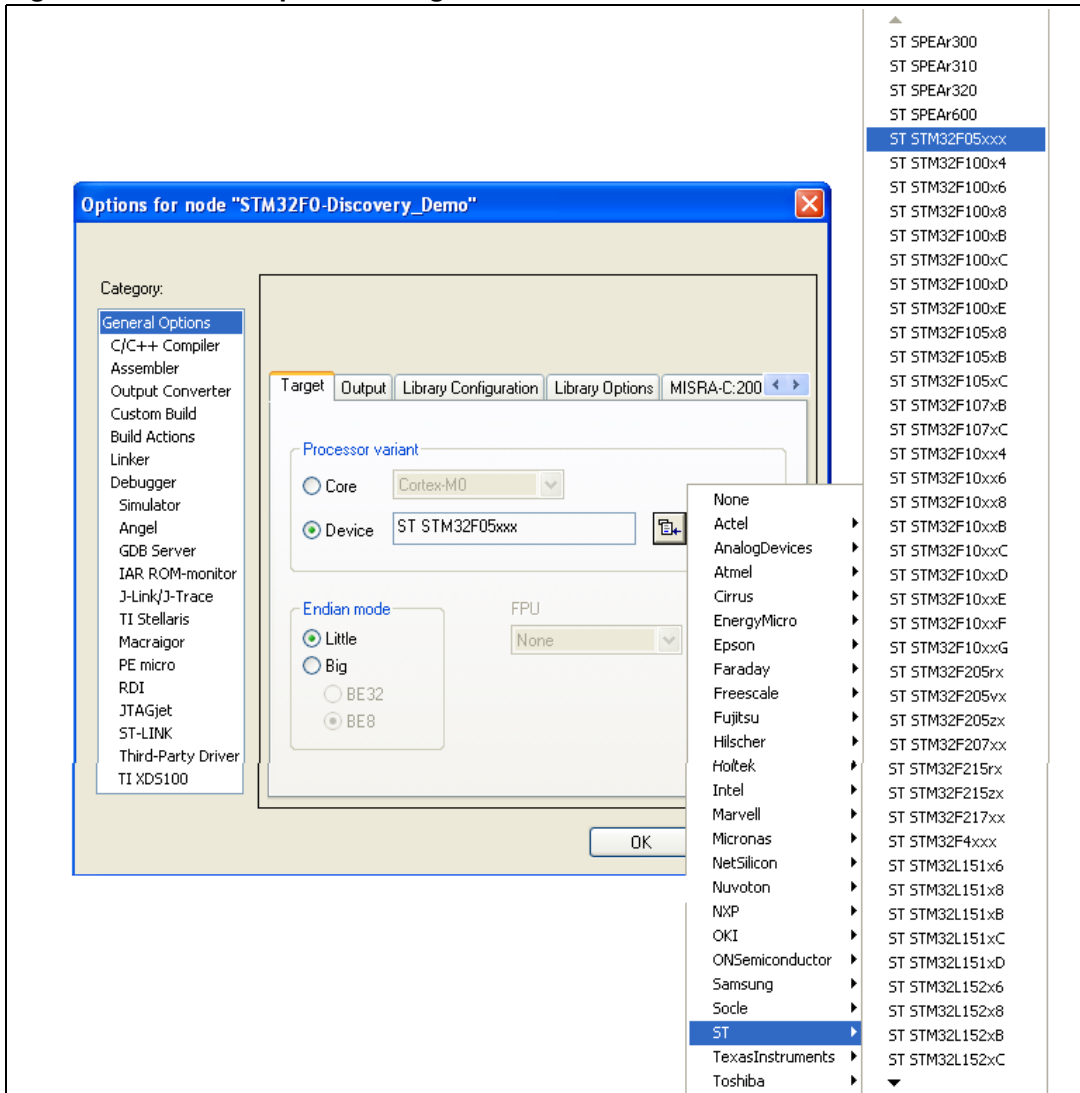 ST SPEAr300
ST SPEAr310
ST SPEAr320
ST SPEAr600
ST STM32F05xxx
ST STM32F100x4
ST STM32F100x6
ST STM32F100x8
ST STM32F100xB
ST STM32F100xC
ST STM32F100xD
ST STM32F100xE
ST STM32F105x8
ST STM32F105xB
ST STM32F105xC
ST STM32F107xB
ST STM32F107xC
ST STM32F10xx4
ST STM32F10xx6
ST STM32F10xx8
ST STM32F10xxB
ST STM32F10xxC
ST STM32F10xxD
ST STM32F10xxE
ST STM32F10xxF
ST STM32F10xxG
ST STM32F205rx
ST STM32F205vx
ST STM32F205zx
ST STM32F207xx
ST STM32F215rx
ST STM32F215zx
ST STM32F217xx
ST STM32F4xxx
ST STM32L151x6
ST STM32L151x8
ST STM32L151xB
ST STM32L151xC
ST STM32L151xD
ST STM32L152x6
ST STM32L152x8
ST STM32L152xB
ST STM32L152xC
Options for node "STM32F0-Discovery_Demo"
Category:
General Options
C/C++ Compiler
Assembler
Output Converter
Custom Build
Build Actions
Linker
Debugger
Simulator
Angel
GDB Server
IAR ROM-monitor
J-Link/J-Trace
TI Stellaris
Macraigor
PE micro
RDI
JTAGjet
ST-LINK
Third-Party Driver
TI XDS100
Target Output Library Configuration Library Options MISRA-C:200
Processor variant
Core Cortex-M0
Device ST STM32F05xxx
Endian mode
Little
Big
BE32
BE8
FPU
None
OK
None
Actel
AnalogDevices
Atmel
Cirrus
EnergyMicro
Epson
Faraday
Freescale
Fujitsu
Hilscher
Holtek
Intel
Marvell
Micronas
NetSilicon
Nuvoton
NXP
OKI
ONSemiconductor
Samsung
Socle
ST
TexasInstruments
Toshiba